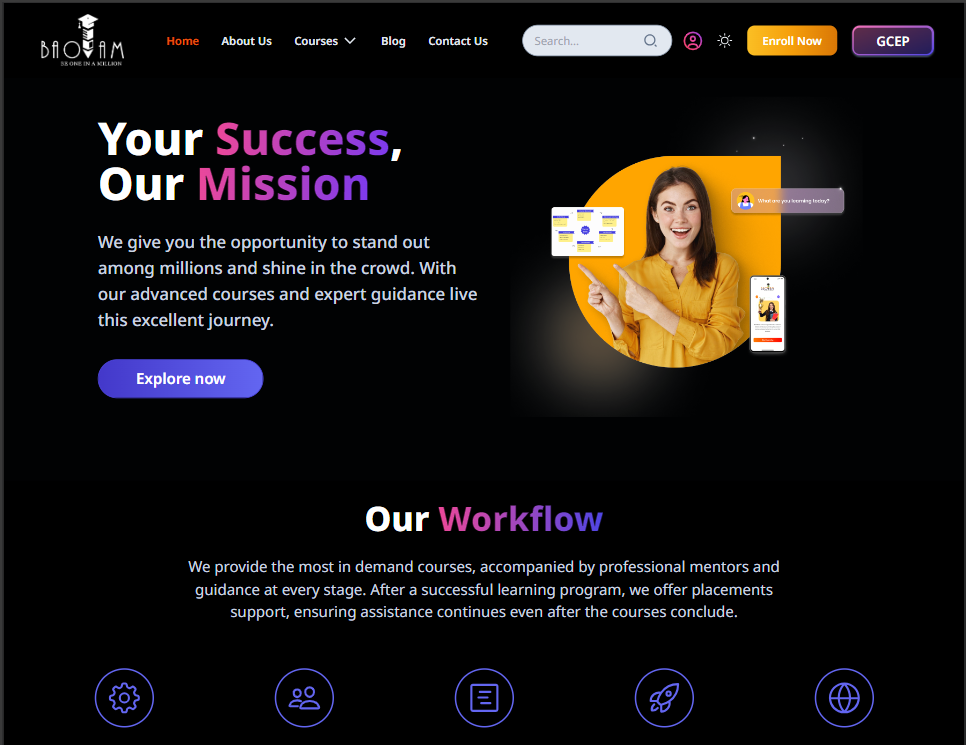 BAOIAM
BE ONE IN A MILLION
Home
About Us
Courses
Blog
Contact Us
Search...
Enroll Now
GCEP
Your Success,
Our Mission
We give you the opportunity to stand out
among millions and shine in the crowd. With
our advanced courses and expert guidance live
this excellent journey.
Explore now
What are you learning today?
Our Workflow
We provide the most in demand courses, accompanied by professional mentors and
guidance at every stage. After a successful learning program, we offer placements
support, ensuring assistance continues even after the courses conclude.